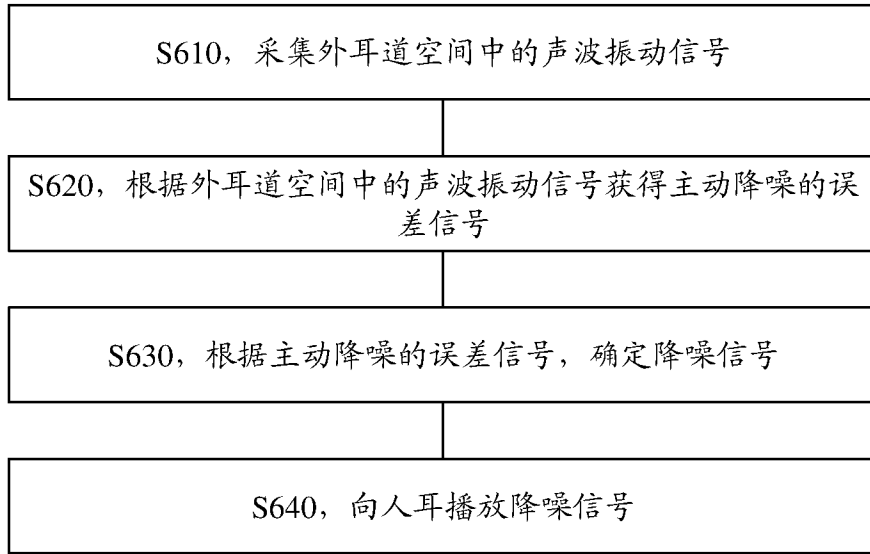 S610，采集外耳道空间中的声波振动信号
S620，根据外耳道空间中的声波振动信号获得主动降噪的误
差信号
S630，根据主动降噪的误差信号，确定降噪信号
S640，向人耳播放降噪信号